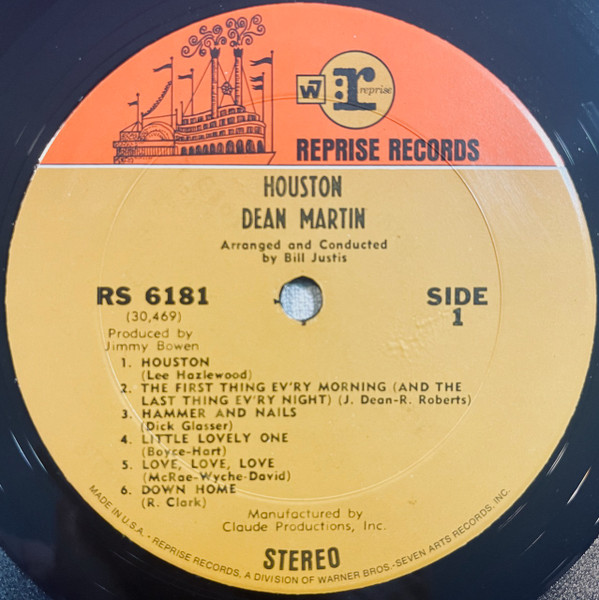 W7 r: reprise
REPRISE RECORDS
HOUSTON
DEAN MARTIN
Arranged and Conducted
by Bill Justis
RS 6181
(30,469)
SIDE
1
Produced by
Jimmy Bowen
1. HOUSTON
(Lee Hazlewood)
2. THE FIRST THING EV'RY MORNING (AND THE
LAST THING EV'RY NIGHT) (J. Dean-R. Roberts)
3. HAMMER AND NAILS
(Dick Glasser)
4. LITTLE LOVELY ONE
(Boyce-Hart)
5. LOVE, LOVE, LOVE
(McRae-Wyche-David)
6. DOWN HOME
(R. Clark)
Manufactured by
Claude Productions, Inc.
STEREO
MADE IN U.S.A. - REPRISE RECORDS, A DIVISION OF WARNER BROS.-SEVEN ARTS RECORDS, INC.